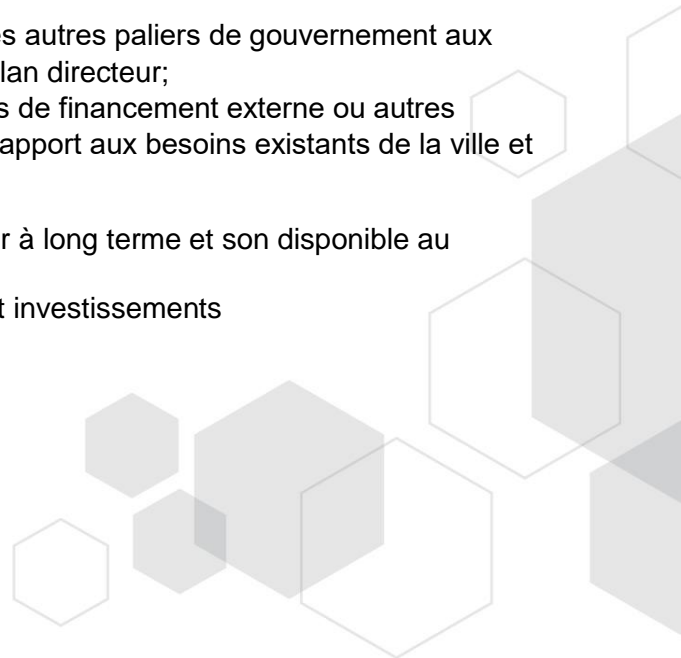 es autres paliers de gouvernement aux
lan directeur;
s de financement externe ou autres
apport aux besoins existants de la ville et
r à long terme et son disponible au
t investissements